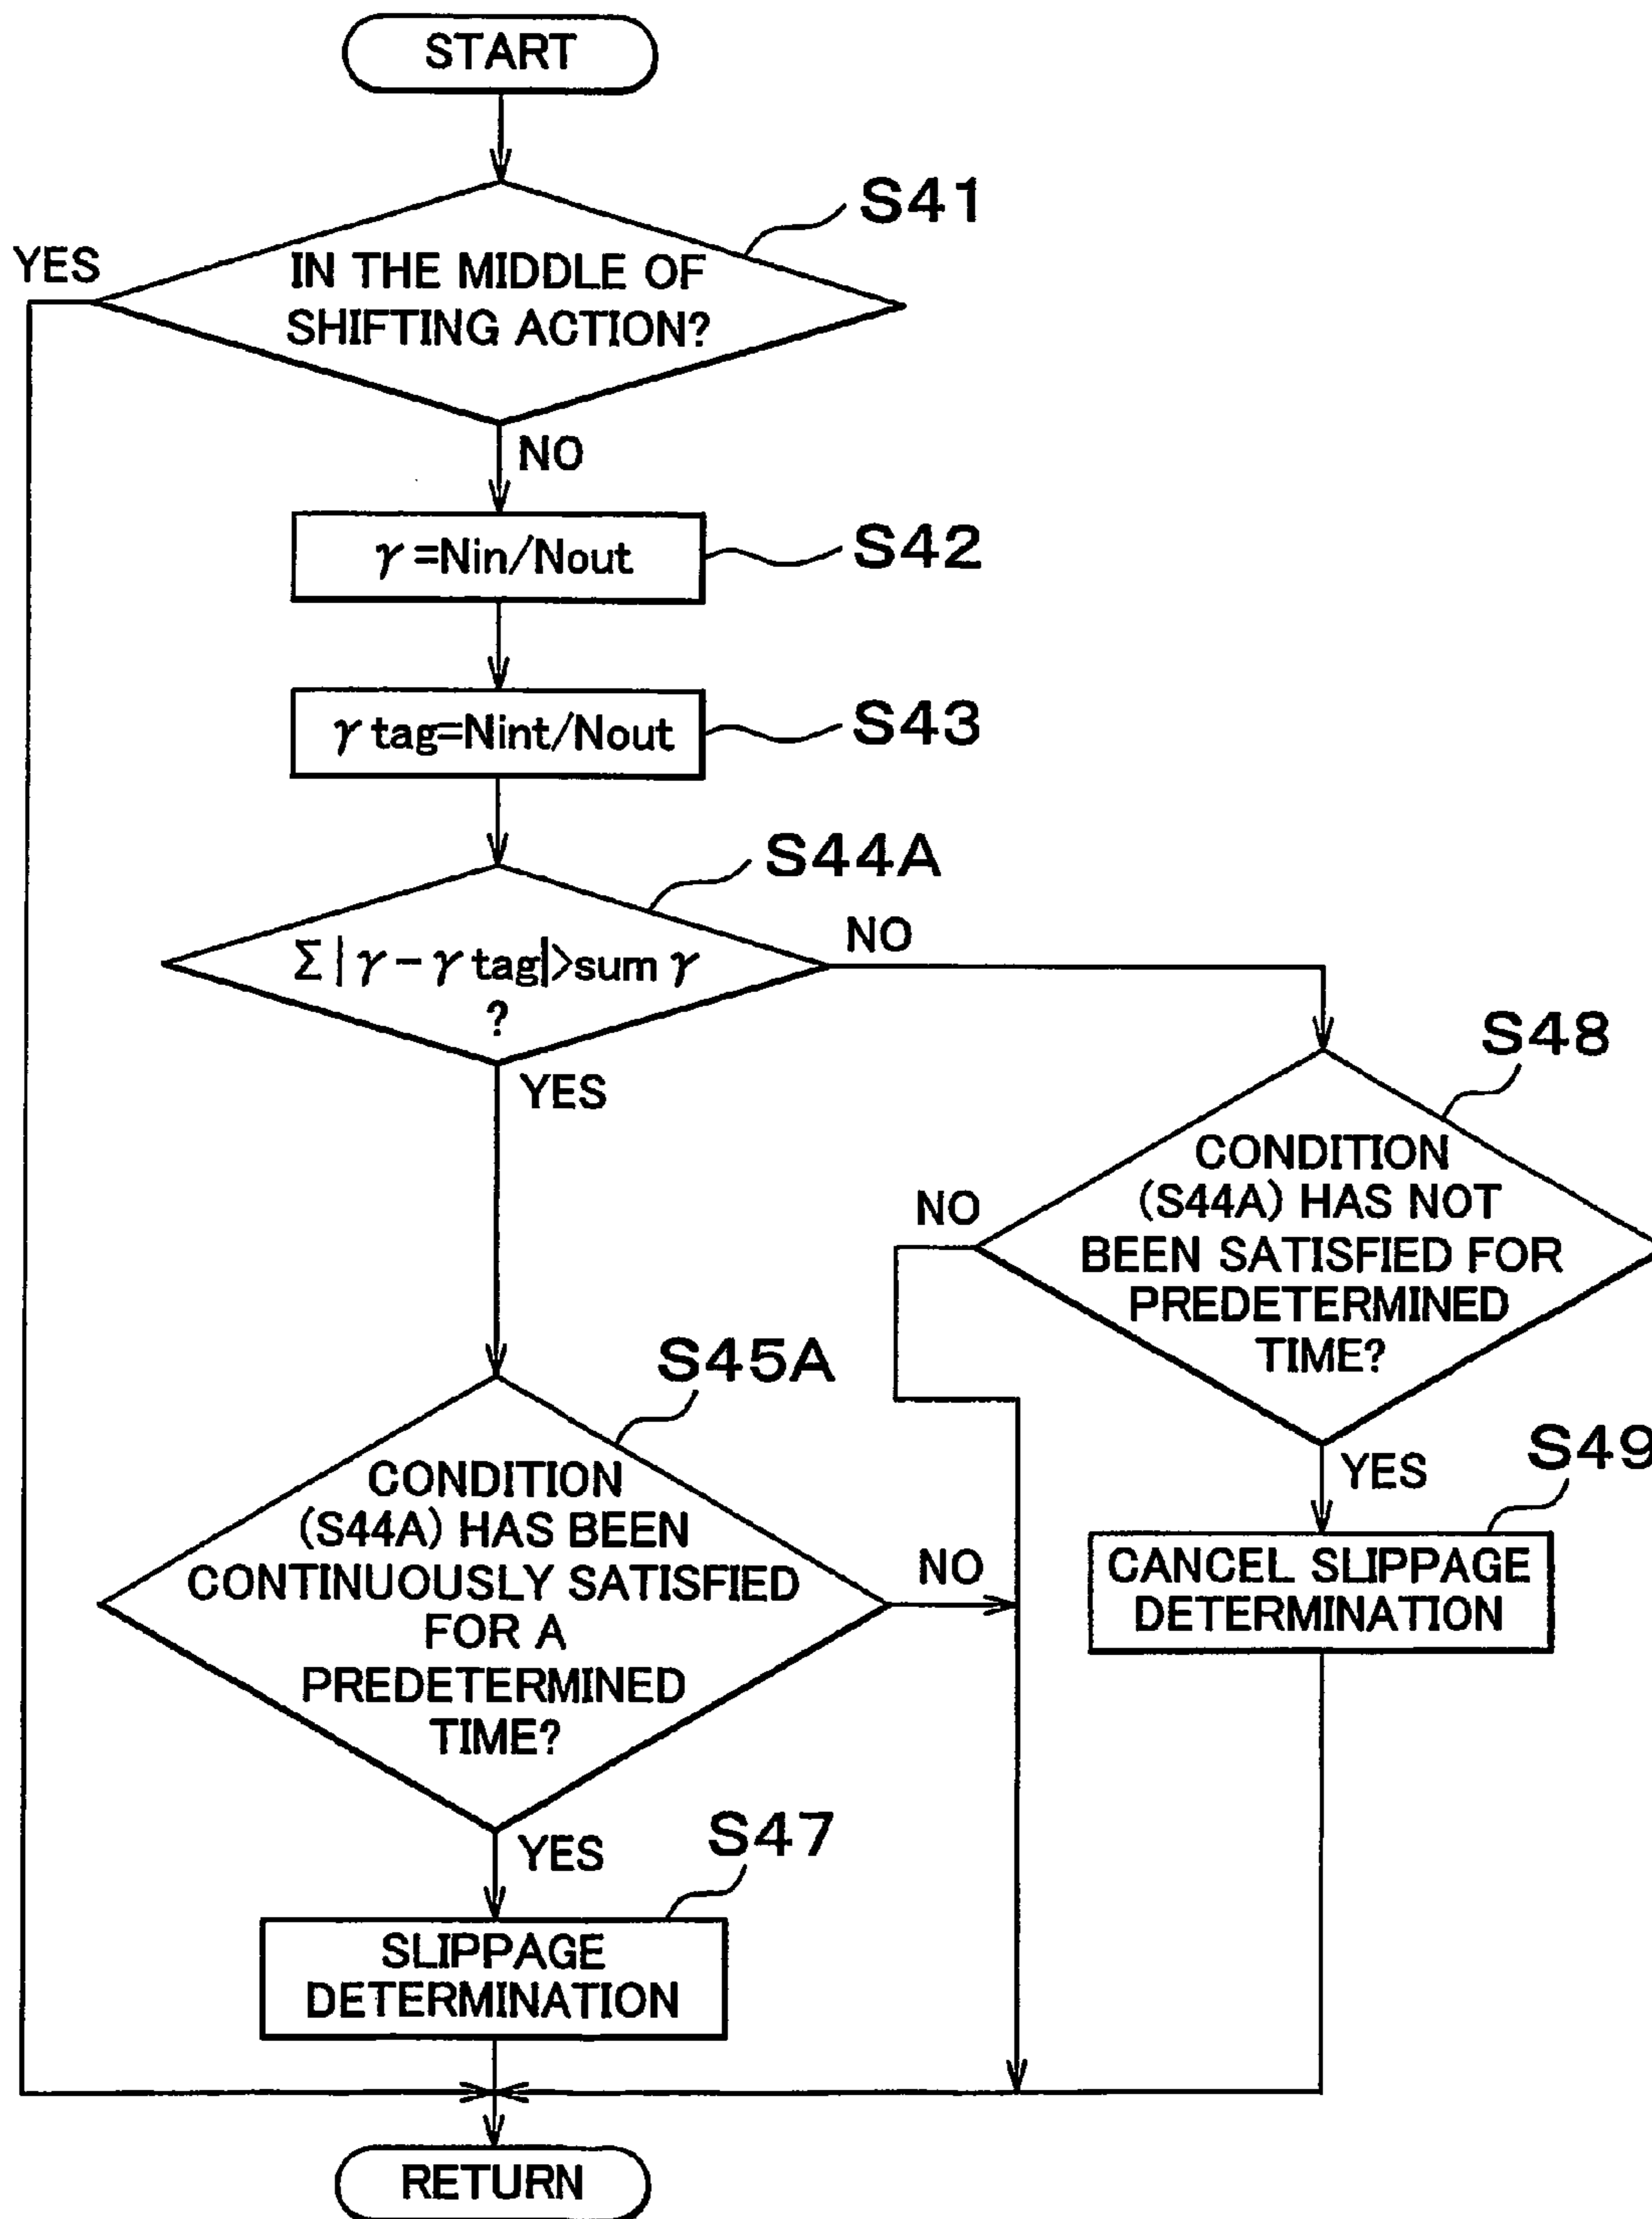 START
S41
YES
IN THE MIDDLE OF
SHIFTING ACTION?
NO
γ=Nin/Nout
S42
γtag=Nint/Nout
S43
S44A
Σ|γ-γtag|>sumγ
?
NO
YES
S48
CONDITION
(S44A) HAS NOT
BEEN SATISFIED FOR
PREDETERMINED
TIME?
NO
YES
S49
CANCEL SLIPPAGE
DETERMINATION
S45A
CONDITION
(S44A) HAS BEEN
CONTINUOUSLY SATISFIED
FOR A
PREDETERMINED
TIME?
NO
YES
S47
SLIPPAGE
DETERMINATION
RETURN